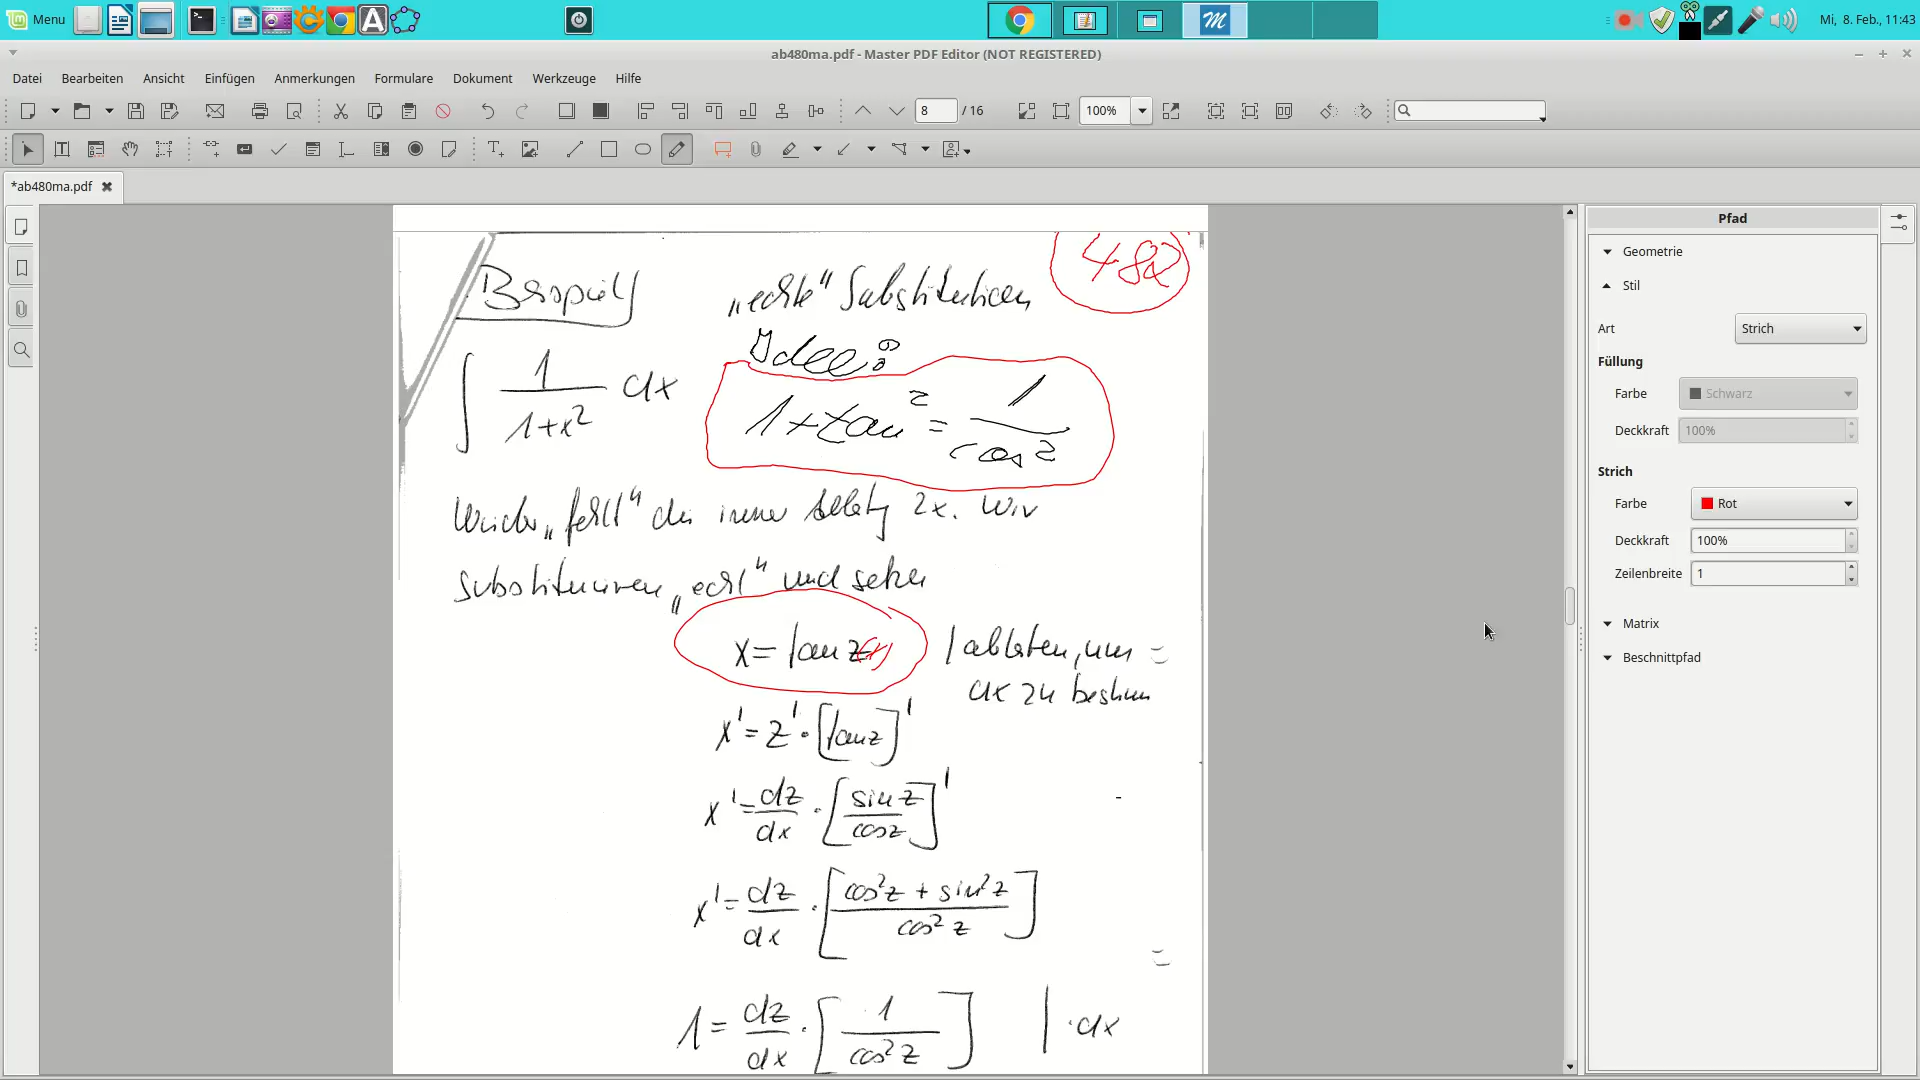 Menu
Mi, 8. Feb., 11:43
ab480ma.pdf - Master PDF Editor (NOT REGISTERED)
Datei Bearbeiten Ansicht Einfügen Anmerkungen Formulare Dokument Werkzeuge Hilfe
8 / 16 100%
*ab480ma.pdf
Beispiel „echte" Substitution 482
Idee:
∫ 1/(1+x²) dx 1+tan² = 1/cos²
Wieder „fehlt" die innere 2x. Wir
substituieren „echt" und setzen
x = tan z(x) | ableiten, um
dx zu bestimm
x' = z' · [tan z]'
x' = dz/dx · [sin z/cos z]'
x' = dz/dx · [(cos²z + sin²z)/cos² z]
1 = dz/dx · [1/cos² z] | · dx
Pfad
Geometrie
Stil
Art Strich
Füllung
Farbe Schwarz
Deckkraft 100%
Strich
Farbe Rot
Deckkraft 100%
Zeilenbreite 1
Matrix
Beschnittpfad